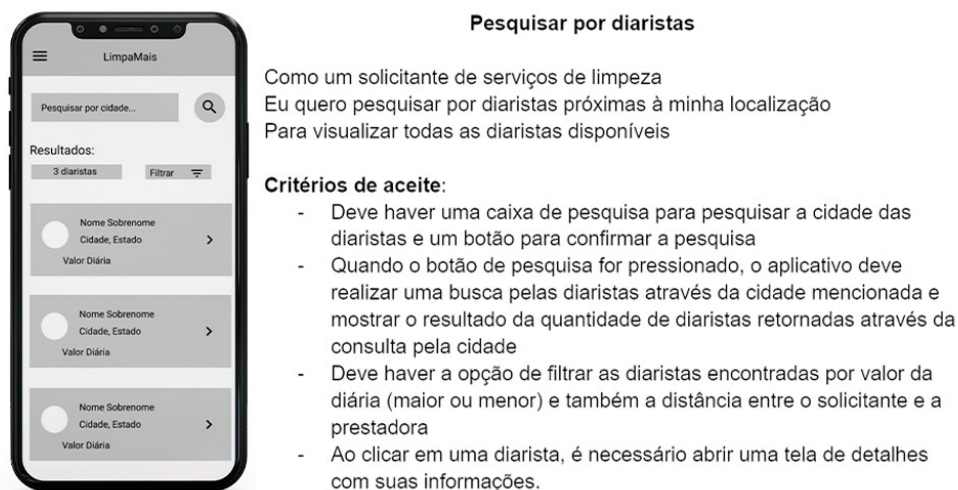 LimpaMais
Pesquisar por cidade...
Resultados:
3 diaristas
Filtrar
Nome Sobrenome
Cidade, Estado
Valor Diária
Nome Sobrenome
Cidade, Estado
Valor Diária
Nome Sobrenome
Cidade, Estado
Valor Diária
Pesquisar por diaristas
Como um solicitante de serviços de limpeza
Eu quero pesquisar por diaristas próximas à minha localização
Para visualizar todas as diaristas disponíveis
Critérios de aceite:
- Deve haver uma caixa de pesquisa para pesquisar a cidade das
diaristas e um botão para confirmar a pesquisa
- Quando o botão de pesquisa for pressionado, o aplicativo deve
realizar uma busca pelas diaristas através da cidade mencionada e
mostrar o resultado da quantidade de diaristas retornadas através da
consulta pela cidade
- Deve haver a opção de filtrar as diaristas encontradas por valor da
diária (maior ou menor) e também a distância entre o solicitante e a
prestadora
- Ao clicar em uma diarista, é necessário abrir uma tela de detalhes
com suas informações.